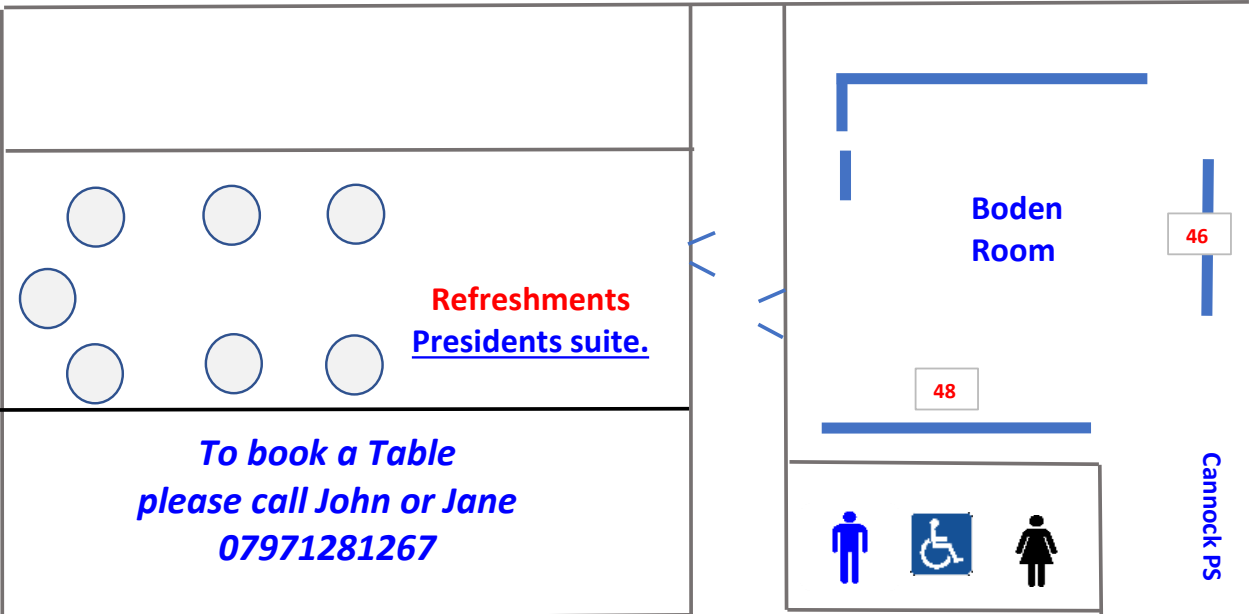 Refreshments
Presidents suite.
To book a Table
please call John or Jane
07971281267
Boden
Room
46
48
Cannock PS